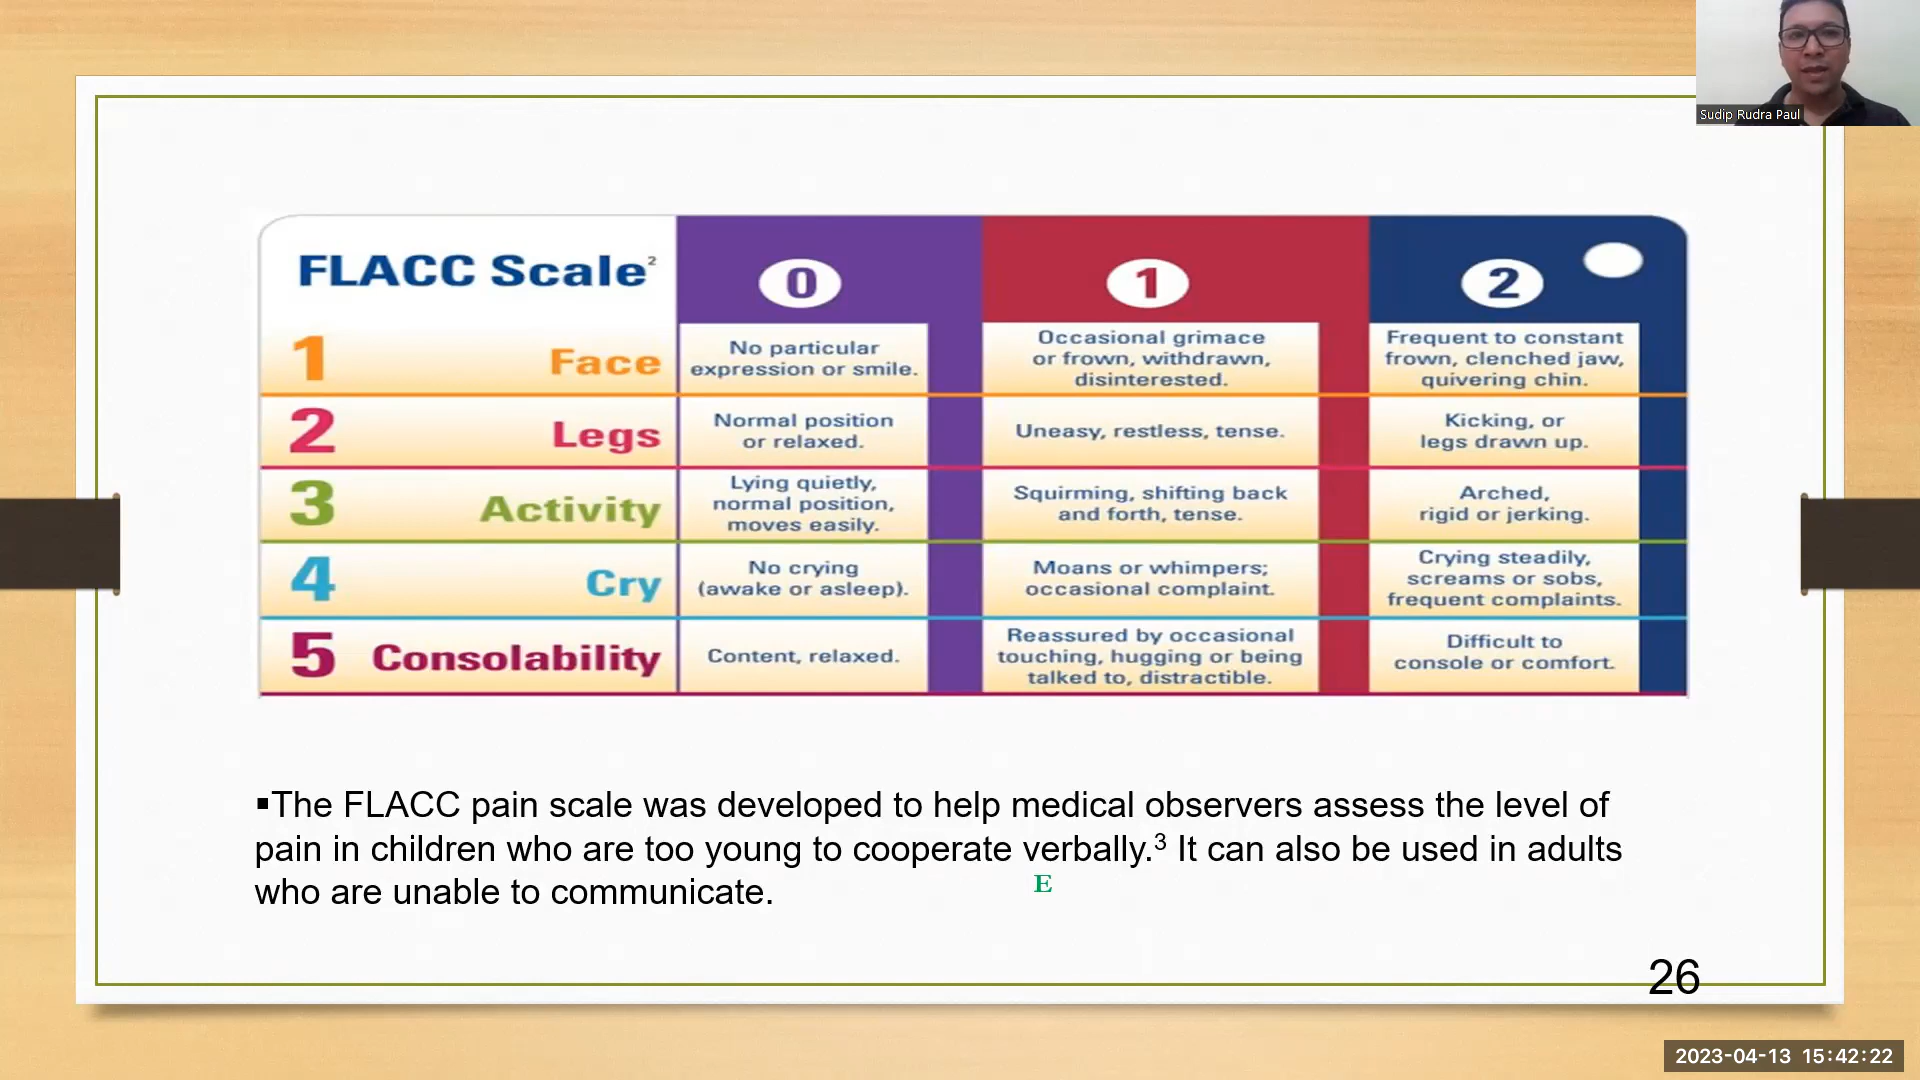 Sudip Rudra Paul
FLACC Scale²
0
1
2
1 Face
No particular
expression or smile.
Occasional grimace
or frown, withdrawn,
disinterested.
Frequent to constant
frown, clenched jaw,
quivering chin.
2 Legs
Normal position
or relaxed.
Uneasy, restless, tense.
Kicking, or
legs drawn up.
3 Activity
Lying quietly,
normal position,
moves easily.
Squirming, shifting back
and forth, tense.
Arched,
rigid or jerking.
4 Cry
No crying
(awake or asleep).
Moans or whimpers;
occasional complaint.
Crying steadily,
screams or sobs,
frequent complaints.
5 Consolability
Content, relaxed.
Reassured by occasional
touching, hugging or being
talked to, distractible.
Difficult to
console or comfort.
▪The FLACC pain scale was developed to help medical observers assess the level of
pain in children who are too young to cooperate verbally.³ It can also be used in adults
who are unable to communicate.
E
26
2023-04-13 15:42:22